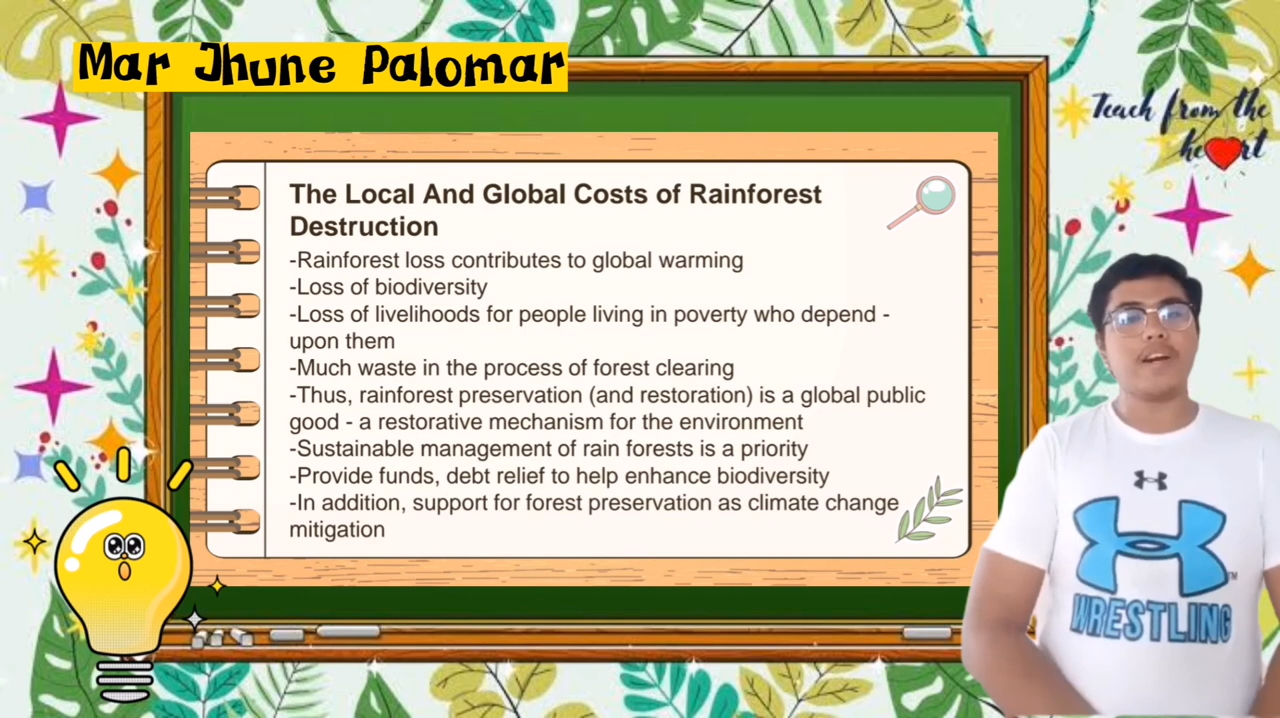 Mar Jhune Palomar
Teach from the
heart
The Local And Global Costs of Rainforest
Destruction
-Rainforest loss contributes to global warming
-Loss of biodiversity
-Loss of livelihoods for people living in poverty who depend -
upon them
-Much waste in the process of forest clearing
-Thus, rainforest preservation (and restoration) is a global public
good - a restorative mechanism for the environment
-Sustainable management of rain forests is a priority
-Provide funds, debt relief to help enhance biodiversity
-In addition, support for forest preservation as climate change
mitigation
TM
WRESTLING